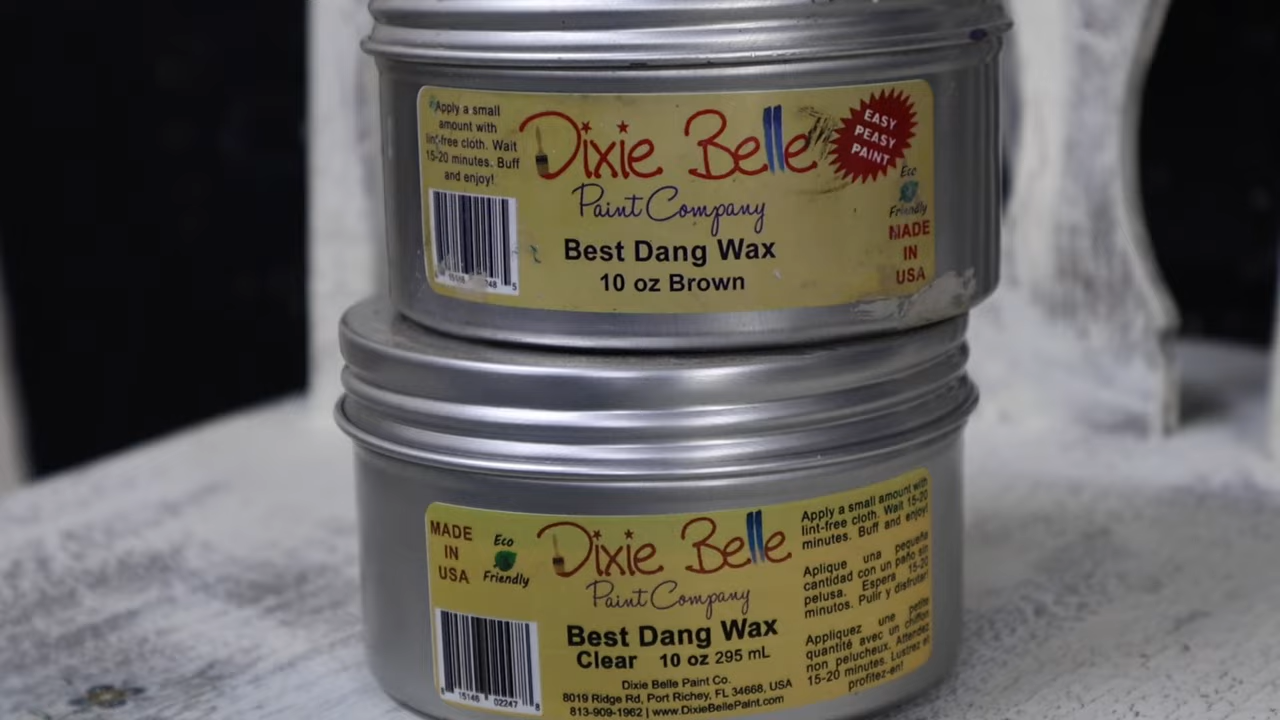 Apply a small
amount with
lint-free cloth. Wait
15-20 minutes. Buff
and enjoy!
Dixie Belle
Paint Company
Best Dang Wax
10 oz Brown
EASY
PEASY
PAINT
Eco
Friendly
MADE
IN
USA
MADE
IN
USA
Eco
Friendly
Dixie Belle
Paint Company
Best Dang Wax
Clear 10 oz 295 mL
Dixie Belle Paint Co.
8019 Ridge Rd, Port Richey, FL 34668, USA
813-909-1962 | www.DixieBellePaint.com
8 15146 02247 8
Apply a small amount with
lint-free cloth. Wait 15-20
minutes. Buff and enjoy!
Aplique una pequeña
cantidad con un paño sin
pelusa. Espera 15-20
minutos. Pulir y disfrutar!
Appliquez une petite
quantité avec un chiffon
non pelucheux. Attendez
15-20 minutes. Lustrez et
profitez-en!